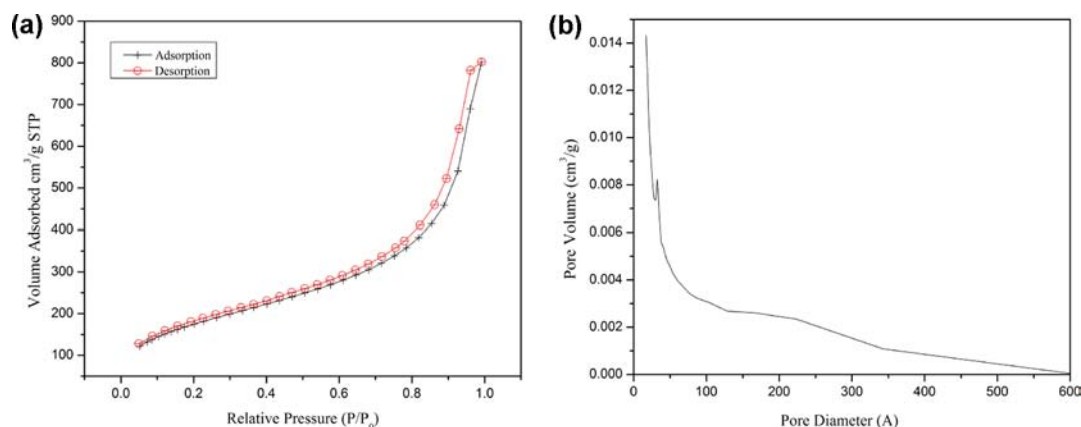 (a)
900
800
700
600
500
400
300
200
100
Volume Adsorbed cm³/g STP
Adsorption
Desorption
0.0 0.2 0.4 0.6 0.8 1.0
Relative Pressure (P/P₀)
(b)
0.014
0.012
0.010
0.008
0.006
0.004
0.002
0.000
Pore Volume (cm³/g)
0 100 200 300 400 500 600
Pore Diameter (A)